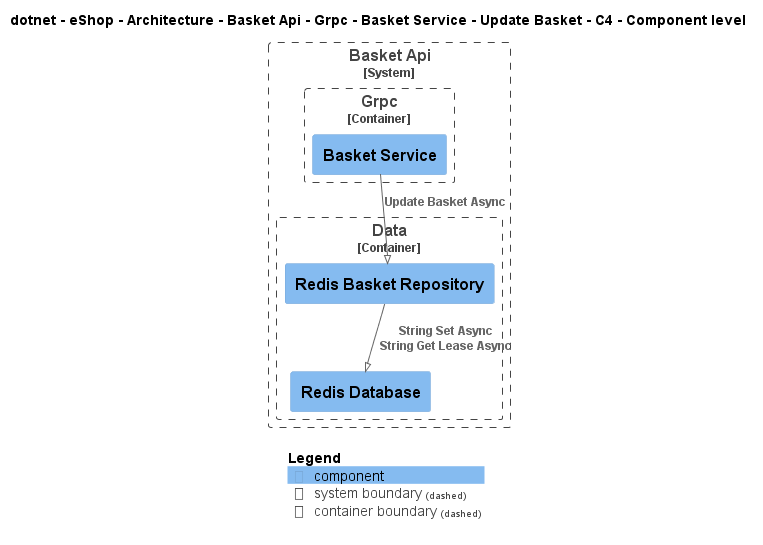 dotnet - eShop - Architecture - Basket Api - Grpc - Basket Service - Update Basket - C4 - Component level
Basket Api
[System]
Grpc
[Container]
Basket Service
Update Basket Async
Data
[Container]
Redis Basket Repository
String Set Async
String Get Lease Async
Redis Database
Legend
component
system boundary (dashed)
container boundary (dashed)